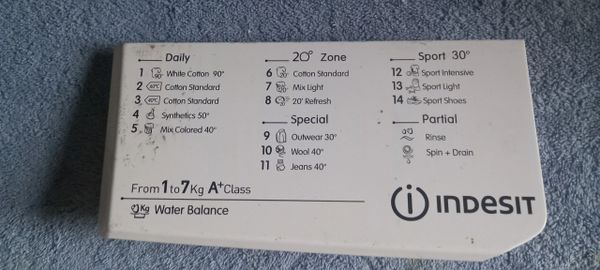 Daily
1 White Cotton 90°
2 40°C Cotton Standard
3 60°C Cotton Standard
4 Synthetics 50°
5 Mix Colored 40°
20° Zone
6 Cotton Standard
7 Mix Light
8 20' Refresh
Special
9 Outwear 30°
10 Wool 40°
11 Jeans 40°
Sport 30°
12 Sport Intensive
13 Sport Light
14 Sport Shoes
Partial
Rinse
Spin + Drain
From 1 to 7Kg A+ Class
Kg Water Balance
INDESIT